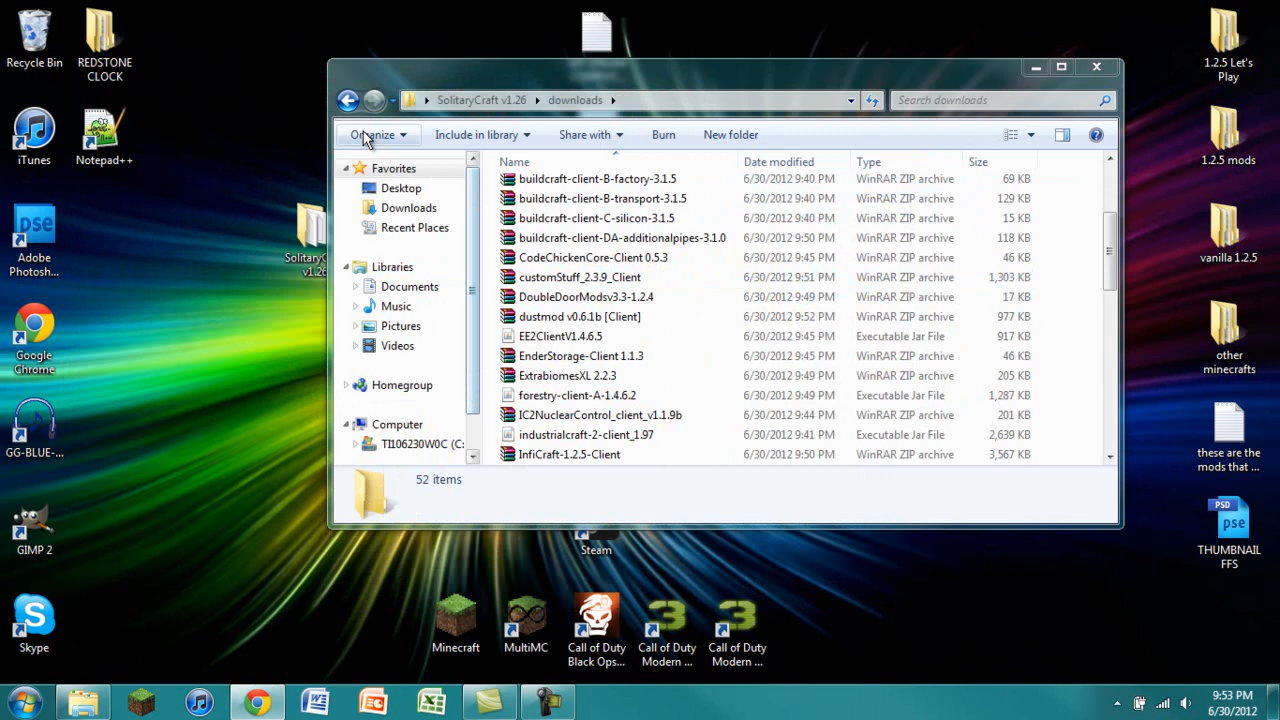 Recycle Bin
REDSTONE
CLOCK
iTunes
Notepad++
Adobe
Photosh...
Google
Chrome
GG-BLUE-...
GIMP 2
Skype
SolitaryCraft v1.26
downloads
Search downloads
Organize
Include in library
Share with
Burn
New folder
Favorites
Desktop
Downloads
Recent Places
Libraries
Documents
Music
Pictures
Videos
Homegroup
Computer
TI106230W0C (C:
Name Date modified Type Size
buildcraft-client-B-factory-3.1.5 6/30/2012 9:40 PM WinRAR ZIP archive 69 KB
buildcraft-client-B-transport-3.1.5 6/30/2012 9:40 PM WinRAR ZIP archive 129 KB
buildcraft-client-C-silicon-3.1.5 6/30/2012 9:40 PM WinRAR ZIP archive 15 KB
buildcraft-client-DA-additionalpipes-3.1.0 6/30/2012 9:50 PM WinRAR ZIP archive 118 KB
CodeChickenCore-Client 0.5.3 6/30/2012 9:45 PM WinRAR ZIP archive 48 KB
customStuff_2.3.9_Client 6/30/2012 9:51 PM WinRAR ZIP archive 1,303 KB
DoubleDoorModsv3.3-1.2.4 6/30/2012 9:49 PM WinRAR ZIP archive 17 KB
dustmod v0.6.1b [Client] 6/30/2012 9:52 PM WinRAR ZIP archive 977 KB
EE2ClientV1.4.6.5 6/30/2012 9:45 PM Executable Jar File 917 KB
EnderStorage-Client 1.1.3 6/30/2012 9:45 PM WinRAR ZIP archive 46 KB
ExtrabiomesXL 2.2.3 6/30/2012 9:49 PM WinRAR ZIP archive 205 KB
forestry-client-A-1.4.6.2 6/30/2012 9:49 PM Executable Jar File 1,287 KB
IC2NuclearControl_client_v1.1.9b 6/30/2012 9:44 PM WinRAR ZIP archive 201 KB
industrialcraft-2-client_1.97 6/30/2012 9:41 PM Executable Jar File 2,639 KB
InfiCraft-1.2.5-Client 6/30/2012 9:50 PM WinRAR ZIP archive 3,567 KB
52 items
SolitaryC
v1.26
Steam
Minecraft
MultiMC
Call of Duty
Black Ops...
Call of Duty
Modern ...
Call of Duty
Modern ...
1.2.5 Let's
Play
1.2.5 mods
vanilla 1.2.5
other
minecrafts
these are the
mods that ...
PSD
pse
THUMBNAIL
FFS
9:53 PM
6/30/2012